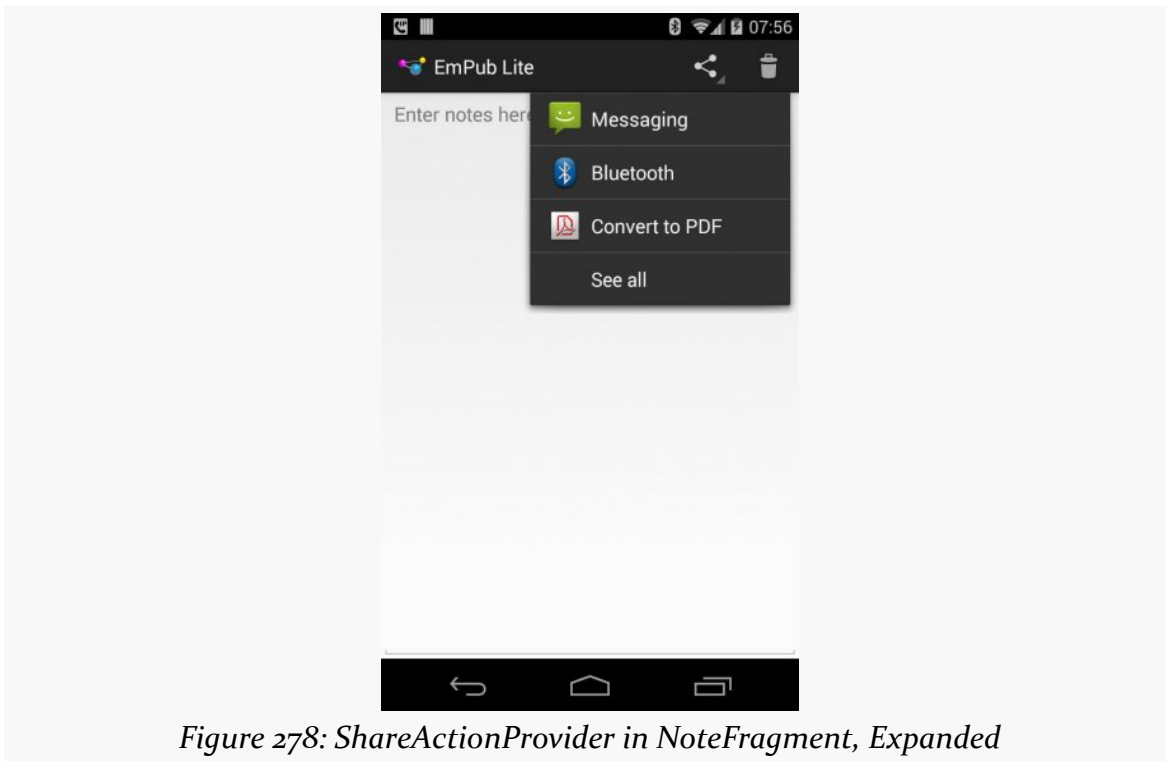 07:56
EmPub Lite
Enter notes here
Messaging
Bluetooth
Convert to PDF
See all
Figure 278: ShareActionProvider in NoteFragment, Expanded